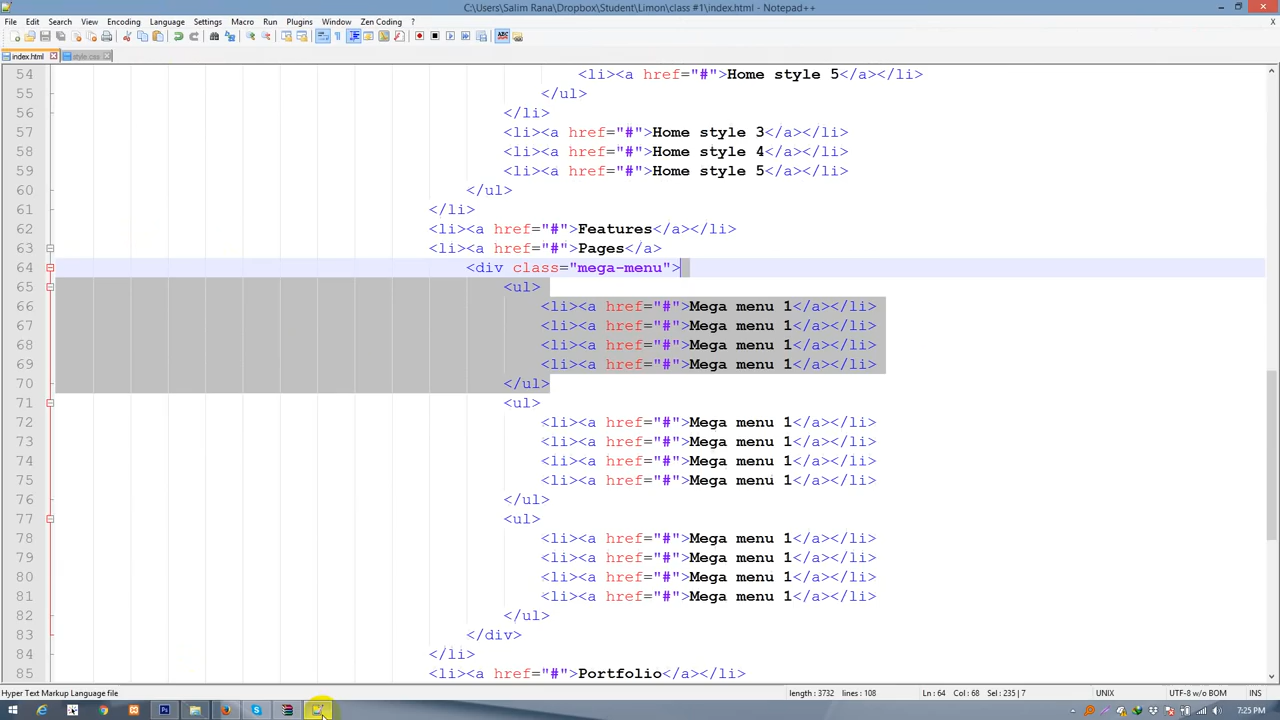 C:\Users\Salim Rana\Dropbox\Student\Limon\class #1\index.html - Notepad++
File Edit Search View Encoding Language Settings Macro Run Plugins Window Zen Coding ?
index.html style.css
54 <li><a href="#">Home style 5</a></li>
55 </ul>
56 </li>
57 <li><a href="#">Home style 3</a></li>
58 <li><a href="#">Home style 4</a></li>
59 <li><a href="#">Home style 5</a></li>
60 </ul>
61 </li>
62 <li><a href="#">Features</a></li>
63 <li><a href="#">Pages</a>
64 <div class="mega-menu">
65 <ul>
66 <li><a href="#">Mega menu 1</a></li>
67 <li><a href="#">Mega menu 1</a></li>
68 <li><a href="#">Mega menu 1</a></li>
69 <li><a href="#">Mega menu 1</a></li>
70 </ul>
71 <ul>
72 <li><a href="#">Mega menu 1</a></li>
73 <li><a href="#">Mega menu 1</a></li>
74 <li><a href="#">Mega menu 1</a></li>
75 <li><a href="#">Mega menu 1</a></li>
76 </ul>
77 <ul>
78 <li><a href="#">Mega menu 1</a></li>
79 <li><a href="#">Mega menu 1</a></li>
80 <li><a href="#">Mega menu 1</a></li>
81 <li><a href="#">Mega menu 1</a></li>
82 </ul>
83 </div>
84 </li>
85 <li><a href="#">Portfolio</a></li>
Hyper Text Markup Language file length : 3732 lines : 108 Ln : 64 Col : 68 Sel : 235 | 7 UNIX UTF-8 w/o BOM INS
7:25 PM